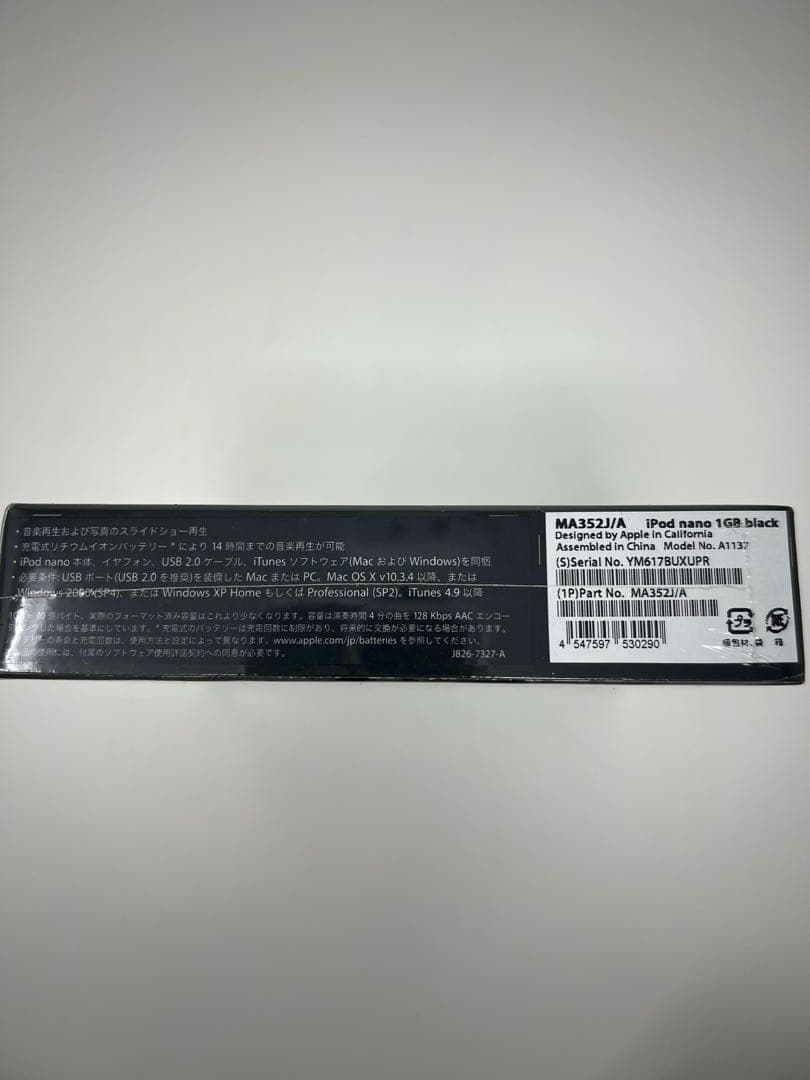 ・音楽再生および写真のスライドショー再生
・充電式リチウムイオンバッテリー*により 14 時間までの音楽再生が可能
・iPod nano 本体、イヤフォン、USB 2.0 ケーブル、iTunes ソフトウェア(Mac および Windows)を同梱
・必要条件: USB ポート(USB 2.0 を推奨)を装備した Mac または PC。Mac OS X v10.3.4 以降、または
Windows 2000 (SP4)、または Windows XP Home もしくは Professional (SP2)。iTunes 4.9 以降
10 億バイト、実際のフォーマット済み容量はこれより少なくなります。容量は演奏時間 4 分の曲を 128 Kbps AAC エンコー
した場合を基準にしています。*充電式のバッテリーは充電回数に制限があり、将来的に交換が必要になる場合があります。
の寿命と充電回数は、使用方法と設定によって異なります。www.apple.com/jp/batteries を参照してください。
の使用には、付属のソフトウェア使用許諾契約への同意が必要です。
J826-7327-A
MA352J/A iPod nano 1GB black
Designed by Apple in California
Assembled in China Model No. A1137
(S)Serial No. YM617BUXUPR
(1P)Part No. MA352J/A
4 547597 530290
プラ
紙
梱包材、袋 箱